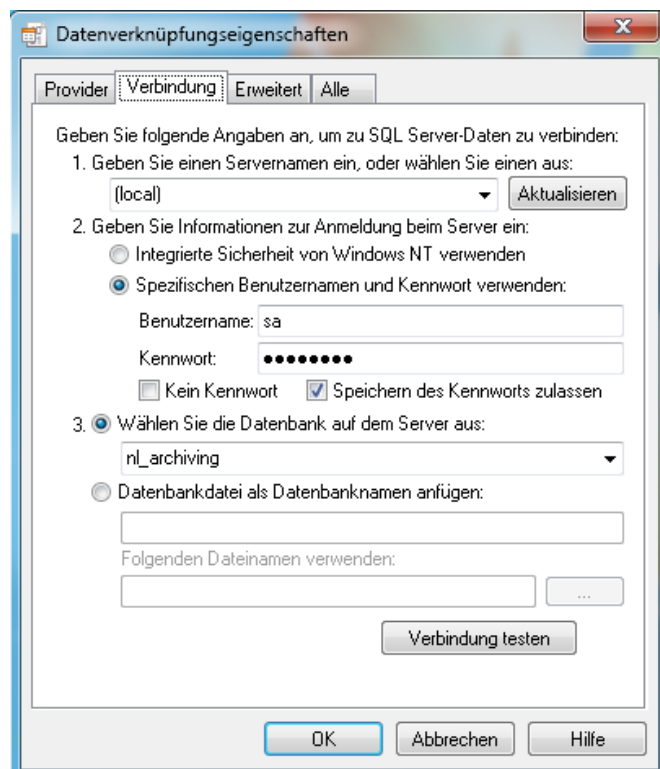 Datenverknüpfungseigenschaften
Provider Verbindung Erweitert Alle
Geben Sie folgende Angaben an, um zu SQL Server-Daten zu verbinden:
1. Geben Sie einen Servernamen ein, oder wählen Sie einen aus:
(local) Aktualisieren
2. Geben Sie Informationen zur Anmeldung beim Server ein:
Integrierte Sicherheit von Windows NT verwenden
Spezifischen Benutzernamen und Kennwort verwenden:
Benutzername: sa
Kennwort: ●●●●●●●●
Kein Kennwort Speichern des Kennworts zulassen
3. Wählen Sie die Datenbank auf dem Server aus:
nl_archiving
Datenbankdatei als Datenbanknamen anfügen:
Folgenden Dateinamen verwenden:
...
Verbindung testen
OK Abbrechen Hilfe